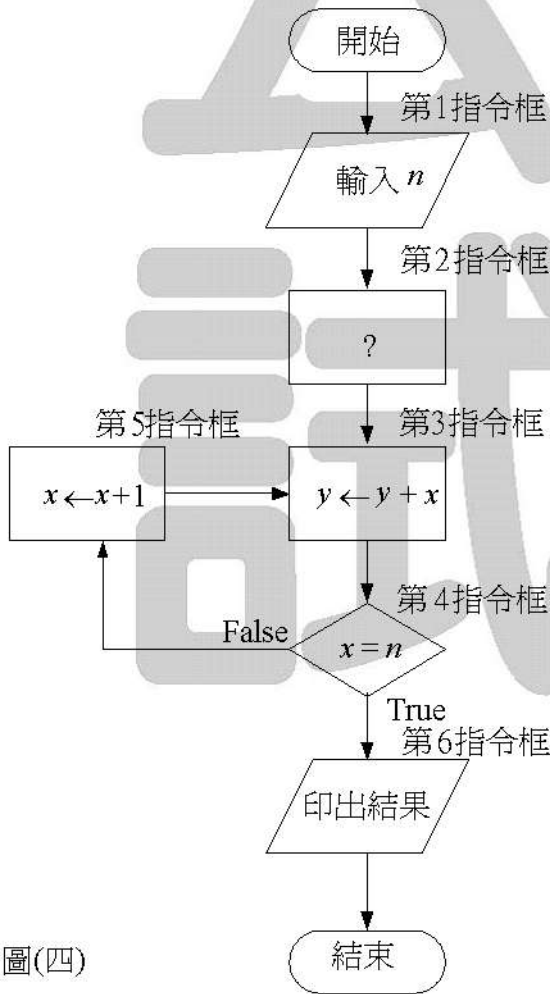 開始
第1指令框
輸入 n
第2指令框
?
第5指令框
第3指令框
x←x+1
y←y+x
第4指令框
False
x=n
True
第6指令框
印出結果
圖(四)
結束